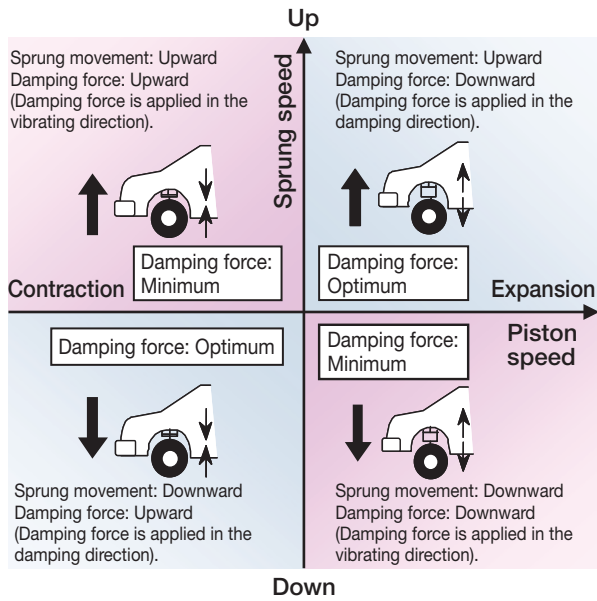 Up
Sprung movement: Upward
Damping force: Upward
(Damping force is applied in the
vibrating direction).
Sprung speed
Sprung movement: Upward
Damping force: Downward
(Damping force is applied in the
damping direction).
Damping force:
Minimum
Damping force:
Optimum
Contraction
Expansion
Piston
speed
Damping force: Optimum
Damping force:
Minimum
Sprung movement: Downward
Damping force: Upward
(Damping force is applied in the
damping direction).
Sprung movement: Downward
Damping force: Downward
(Damping force is applied in the
vibrating direction).
Down